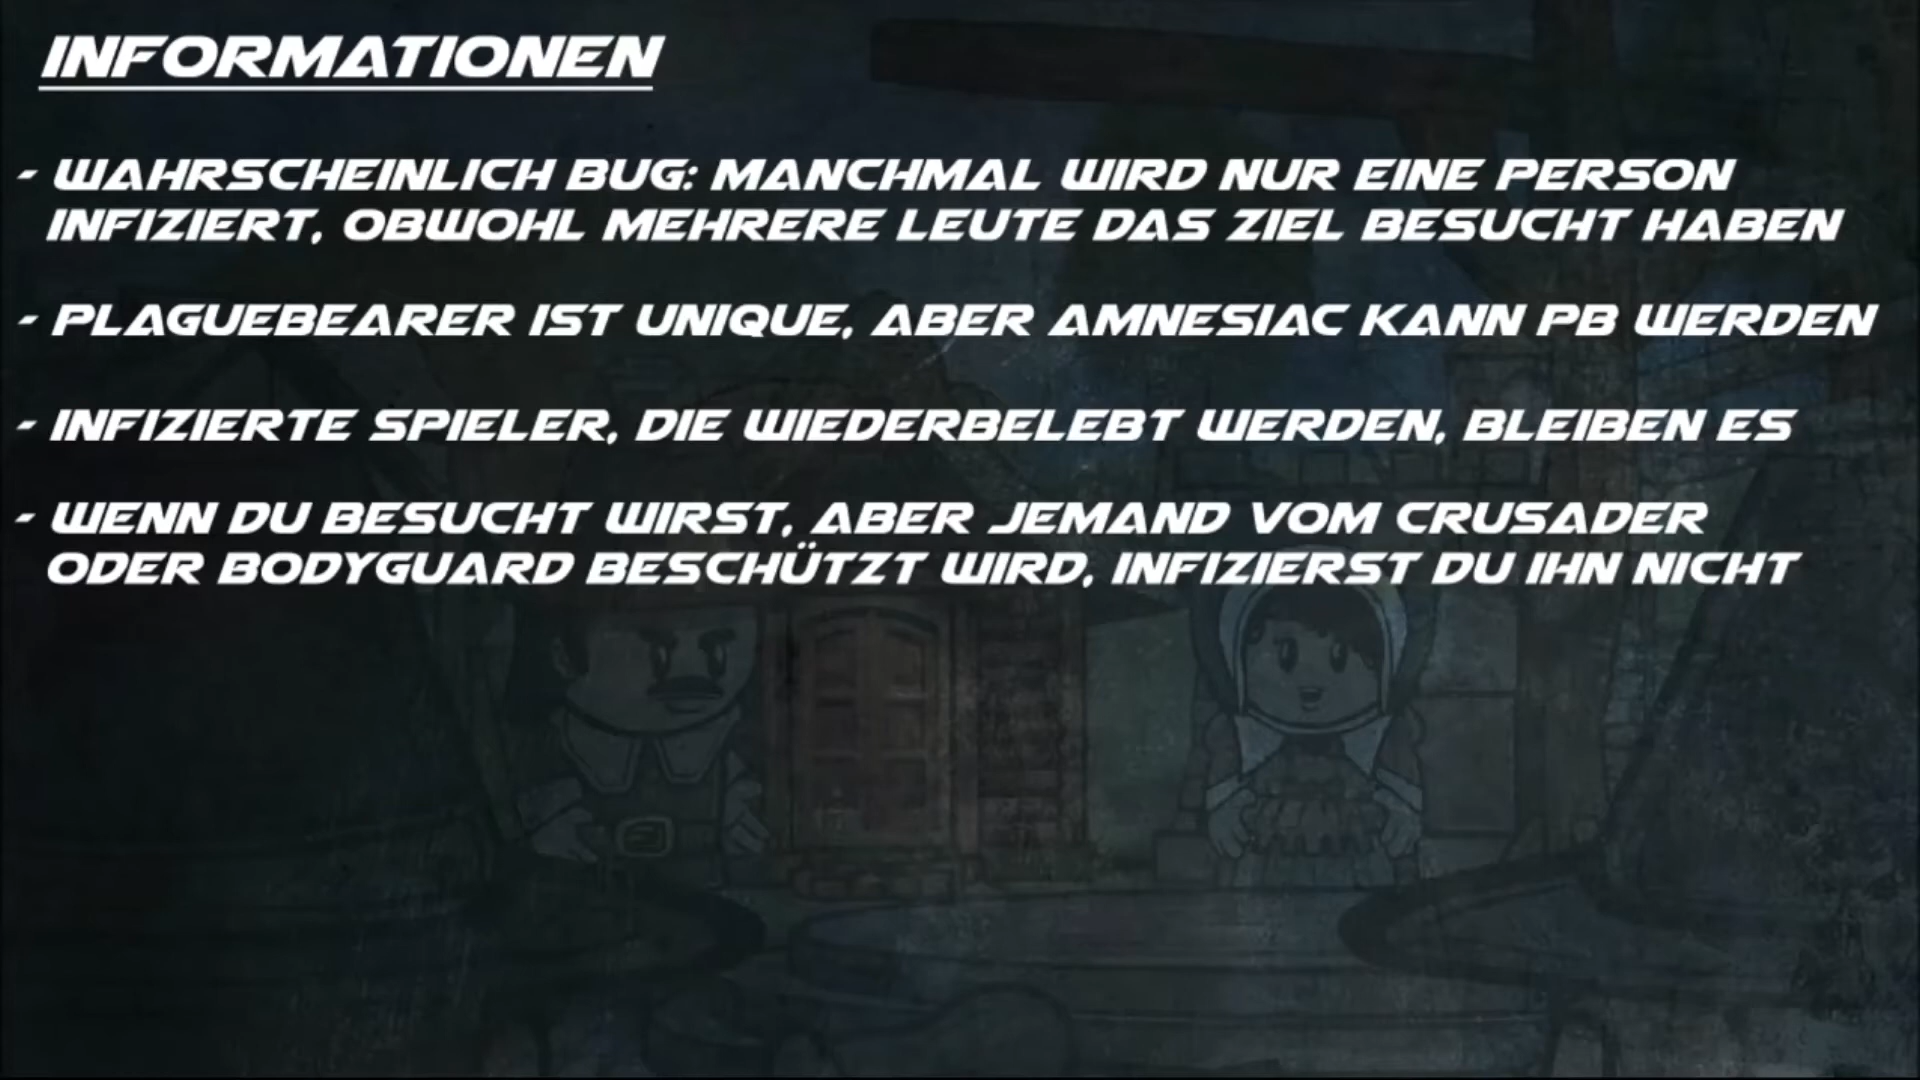 INFORMATIONEN
- WAHRSCHEINLICH BUG: MANCHMAL WIRD NUR EINE PERSON
INFIZIERT, OBWOHL MEHRERE LEUTE DAS ZIEL BESUCHT HABEN
- PLAGUEBEARER IST UNIQUE, ABER AMNESIAC KANN PB WERDEN
- INFIZIERTE SPIELER, DIE WIEDERBELEBT WERDEN, BLEIBEN ES
- WENN DU BESUCHT WIRST, ABER JEMAND VOM CRUSADER
ODER BODYGUARD BESCHÜTZT WIRD, INFIZIERST DU IHN NICHT